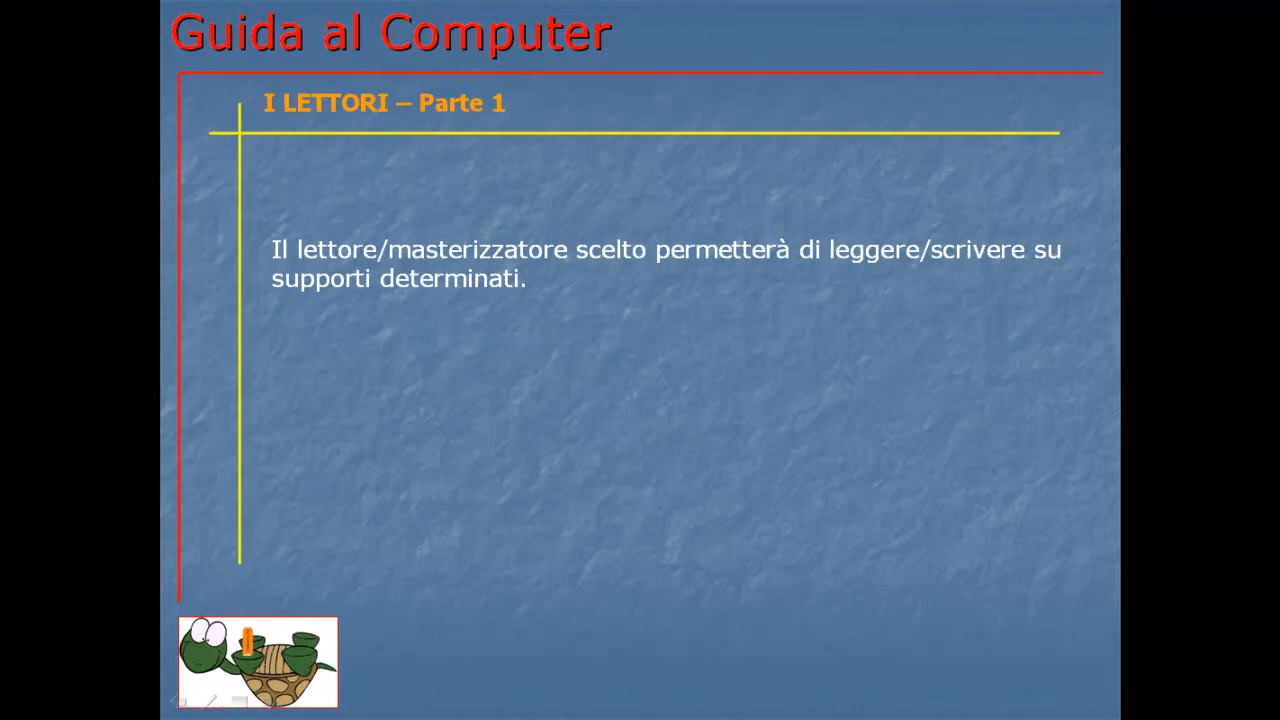 Guida al Computer
I LETTORI – Parte 1
Il lettore/masterizzatore scelto permetterà di leggere/scrivere su
supporti determinati.